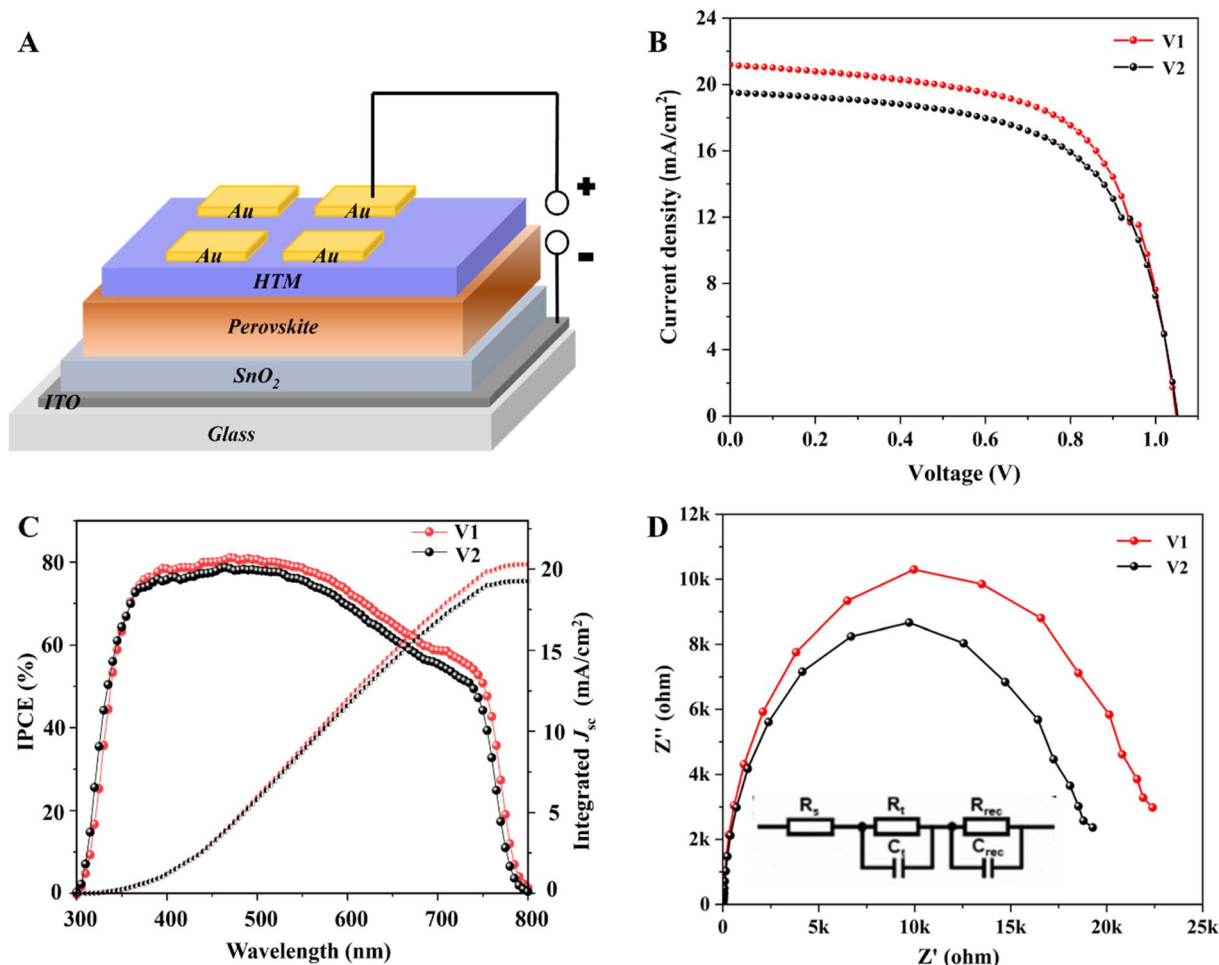 A
Au
Au
Au
Au
+
-
HTM
Perovskite
SnO2
ITO
Glass
B
V1
V2
Current density (mA/cm²)
24
20
16
12
8
4
0
0.0 0.2 0.4 0.6 0.8 1.0
Voltage (V)
C
V1
V2
IPCE (%)
80
60
40
20
0
Integrated Jsc (mA/cm²)
20
15
10
5
0
300 400 500 600 700 800
Wavelength (nm)
D
V1
V2
Z'' (ohm)
12k
10k
8k
6k
4k
2k
0
Rs Rt Rrec
Ct Crec
0 5k 10k 15k 20k 25k
Z' (ohm)